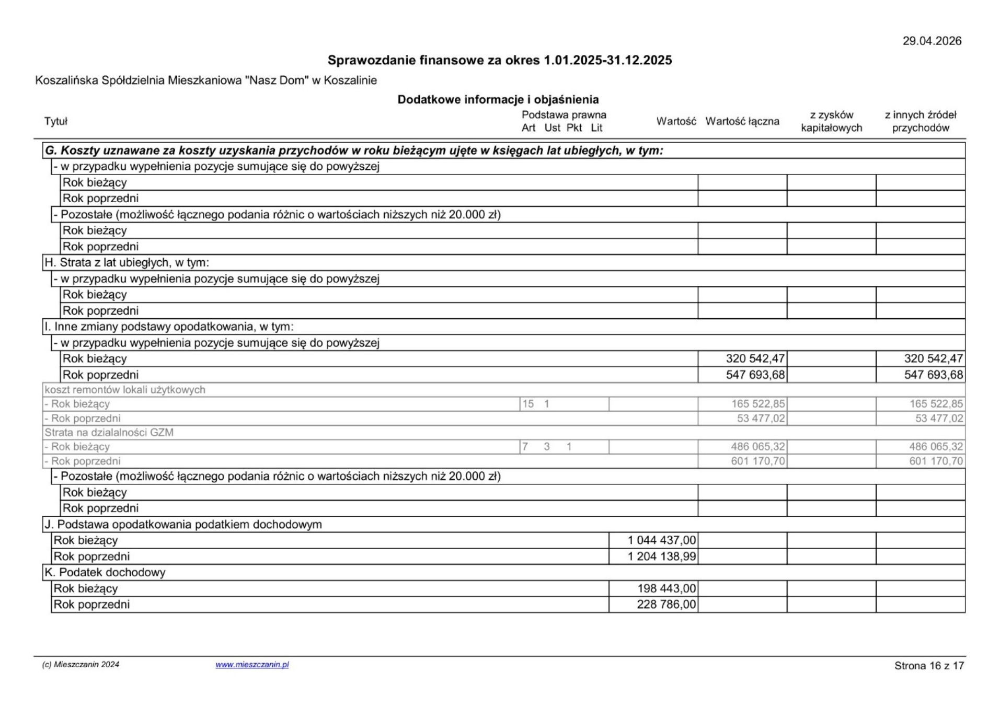 29.04.2026
Sprawozdanie finansowe za okres 1.01.2025-31.12.2025
Koszalińska Spółdzielnia Mieszkaniowa "Nasz Dom" w Koszalinie
Dodatkowe informacje i objaśnienia
Tytuł Podstawa prawna Wartość Wartość łączna z zysków kapitałowych z innych źródeł przychodów
Art Ust Pkt Lit
G. Koszty uznawane za koszty uzyskania przychodów w roku bieżącym ujęte w księgach lat ubiegłych, w tym:
- w przypadku wypełnienia pozycje sumujące się do powyższej
Rok bieżący
Rok poprzedni
- Pozostałe (możliwość łącznego podania różnic o wartościach niższych niż 20.000 zł)
Rok bieżący
Rok poprzedni
H. Strata z lat ubiegłych, w tym:
- w przypadku wypełnienia pozycje sumujące się do powyższej
Rok bieżący
Rok poprzedni
I. Inne zmiany podstawy opodatkowania, w tym:
- w przypadku wypełnienia pozycje sumujące się do powyższej
Rok bieżący 320 542,47 320 542,47
Rok poprzedni 547 693,68 547 693,68
koszt remontów lokali użytkowych
- Rok bieżący 15 1 165 522,85 165 522,85
- Rok poprzedni 53 477,02 53 477,02
Strata na dzialalności GZM
- Rok bieżący 7 3 1 486 065,32 486 065,32
- Rok poprzedni 601 170,70 601 170,70
- Pozostałe (możliwość łącznego podania różnic o wartościach niższych niż 20.000 zł)
Rok bieżący
Rok poprzedni
J. Podstawa opodatkowania podatkiem dochodowym
Rok bieżący 1 044 437,00
Rok poprzedni 1 204 138,99
K. Podatek dochodowy
Rok bieżący 198 443,00
Rok poprzedni 228 786,00
(c) Mieszczanin 2024 www.mieszczanin.pl Strona 16 z 17